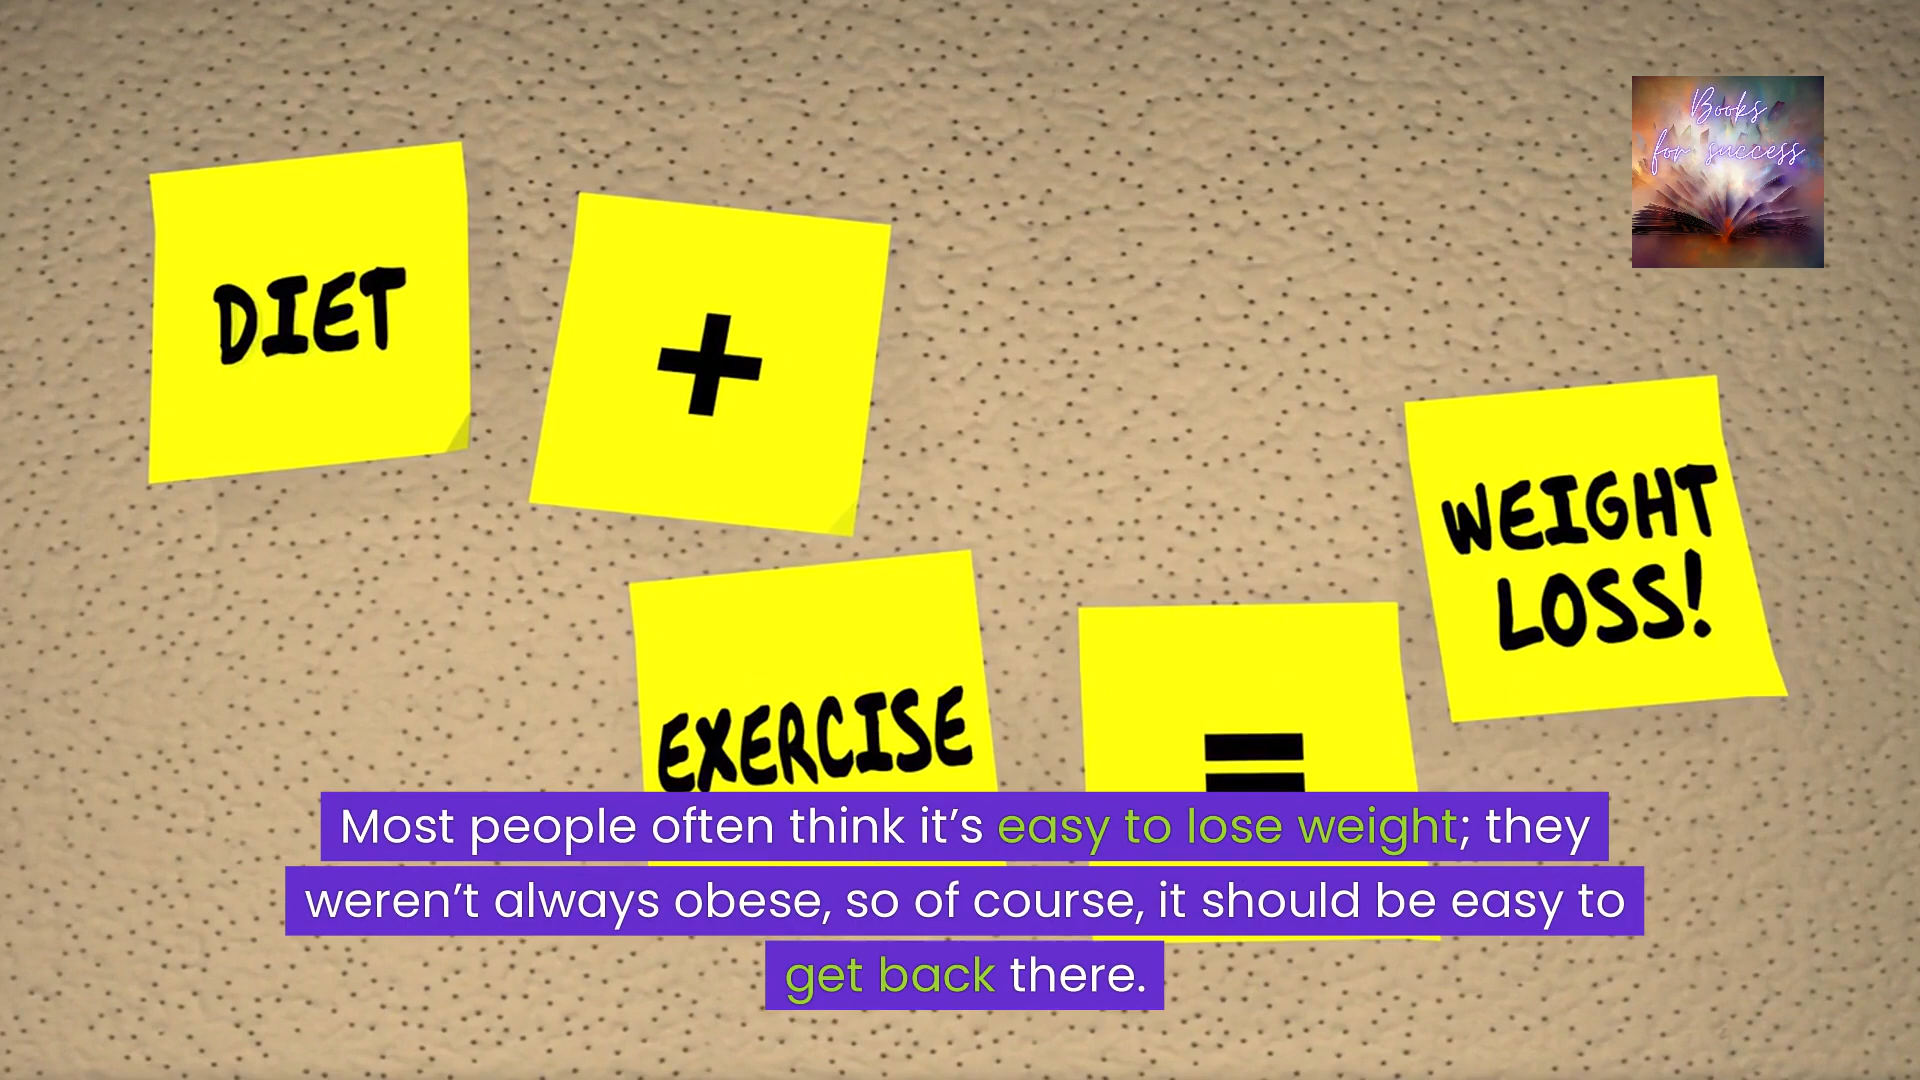 Books
for success
DIET
+
EXERCISE
=
WEIGHT
LOSS!
Most people often think it’s easy to lose weight; they
weren’t always obese, so of course, it should be easy to
get back there.